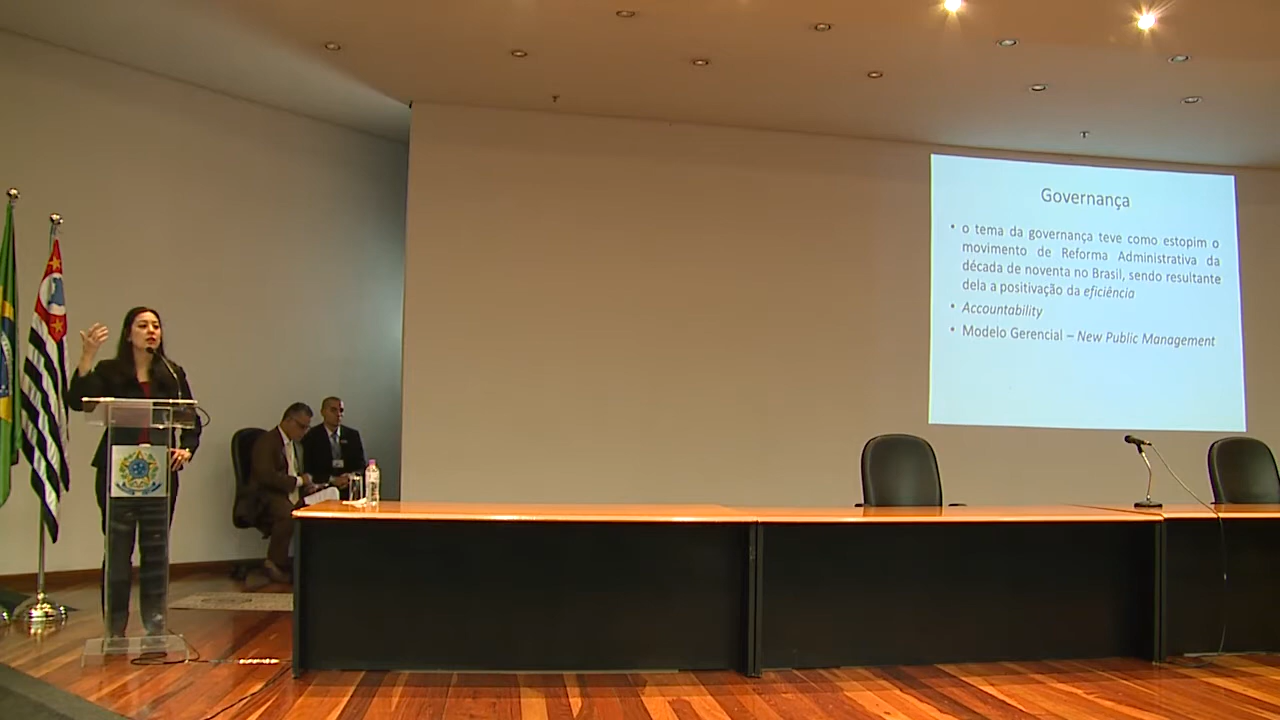 Governança
• o tema da governança teve como estopim o
movimento de Reforma Administrativa da
década de noventa no Brasil, sendo resultante
dela a positivação da eficiência
• Accountability
• Modelo Gerencial – New Public Management